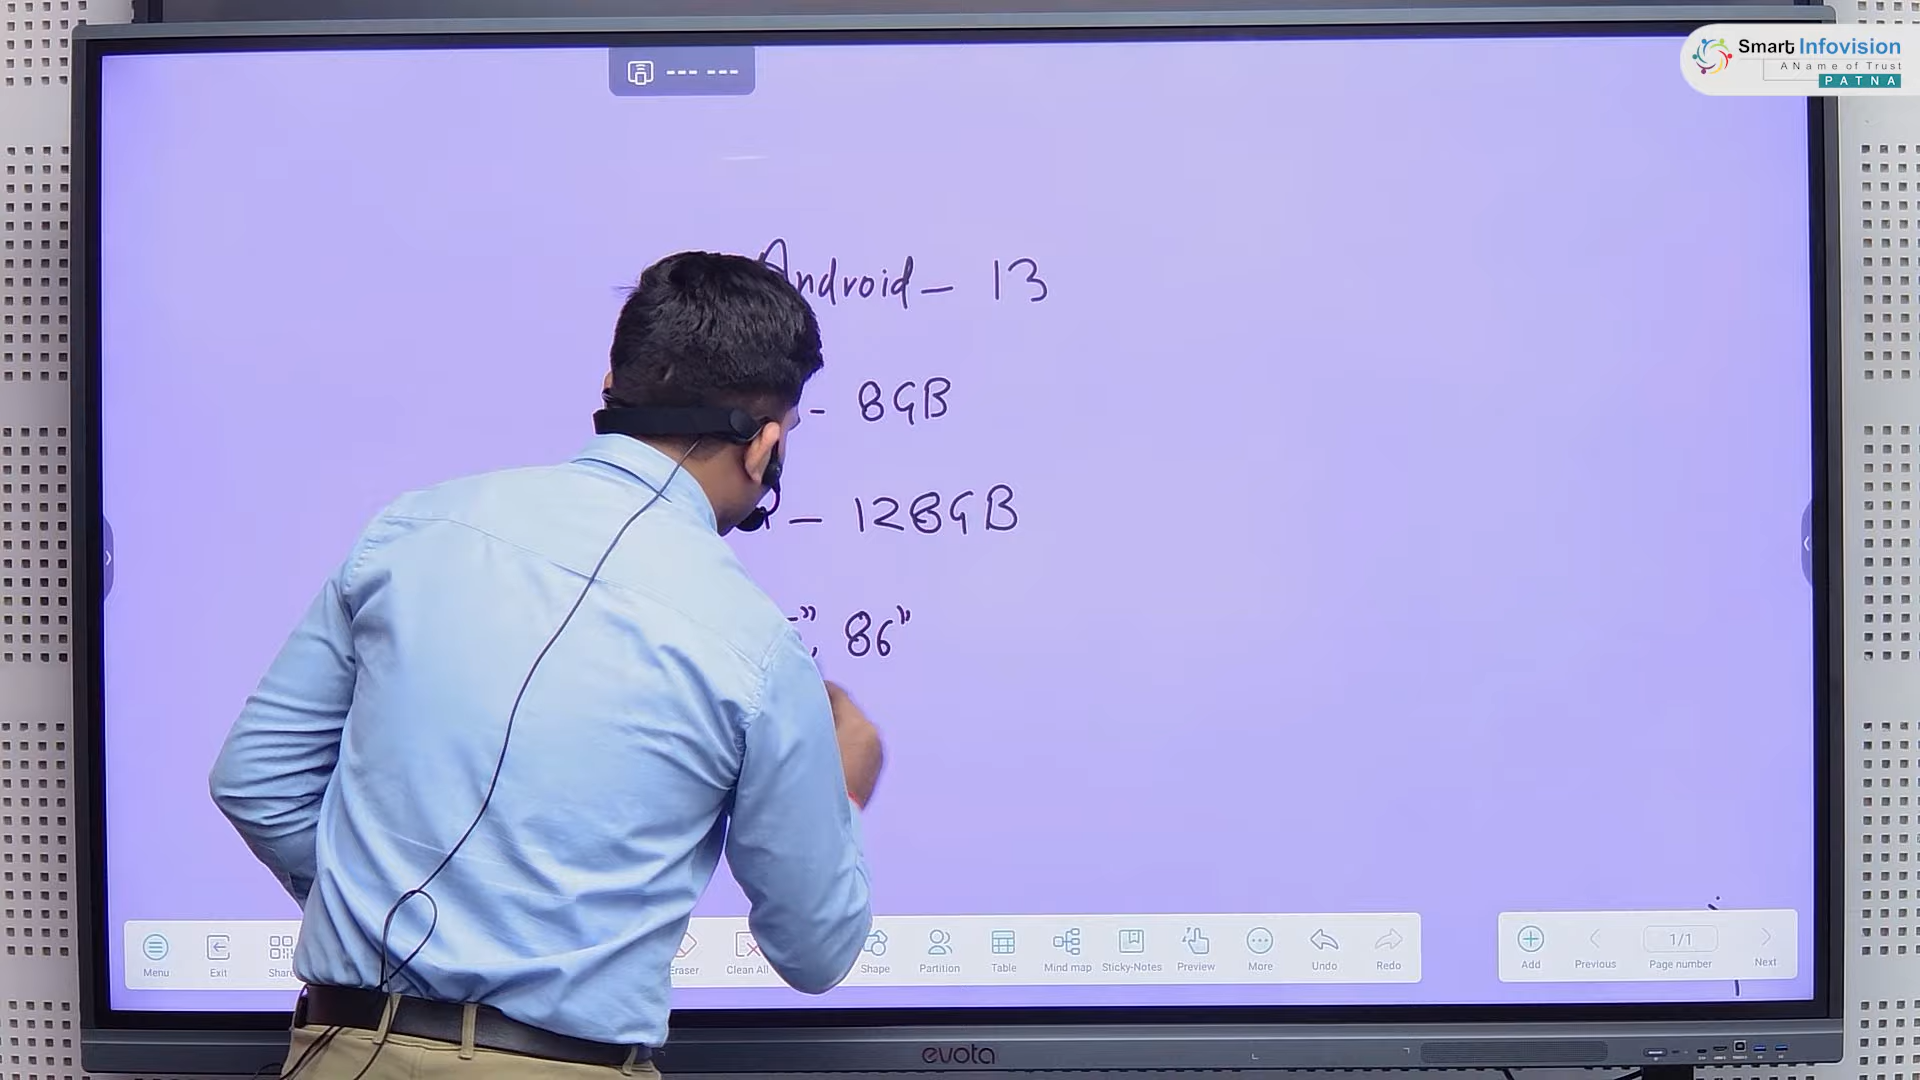 Smart Infovision
A Name of Trust
PATNA
--- ---
Android - 13
- 8GB
- 128GB
", 86"
Menu
Exit
Share
Eraser
Clean All
Shape
Partition
Table
Mind map
Sticky-Notes
Preview
More
Undo
Redo
Add
Previous
1/1
Page number
Next
evota